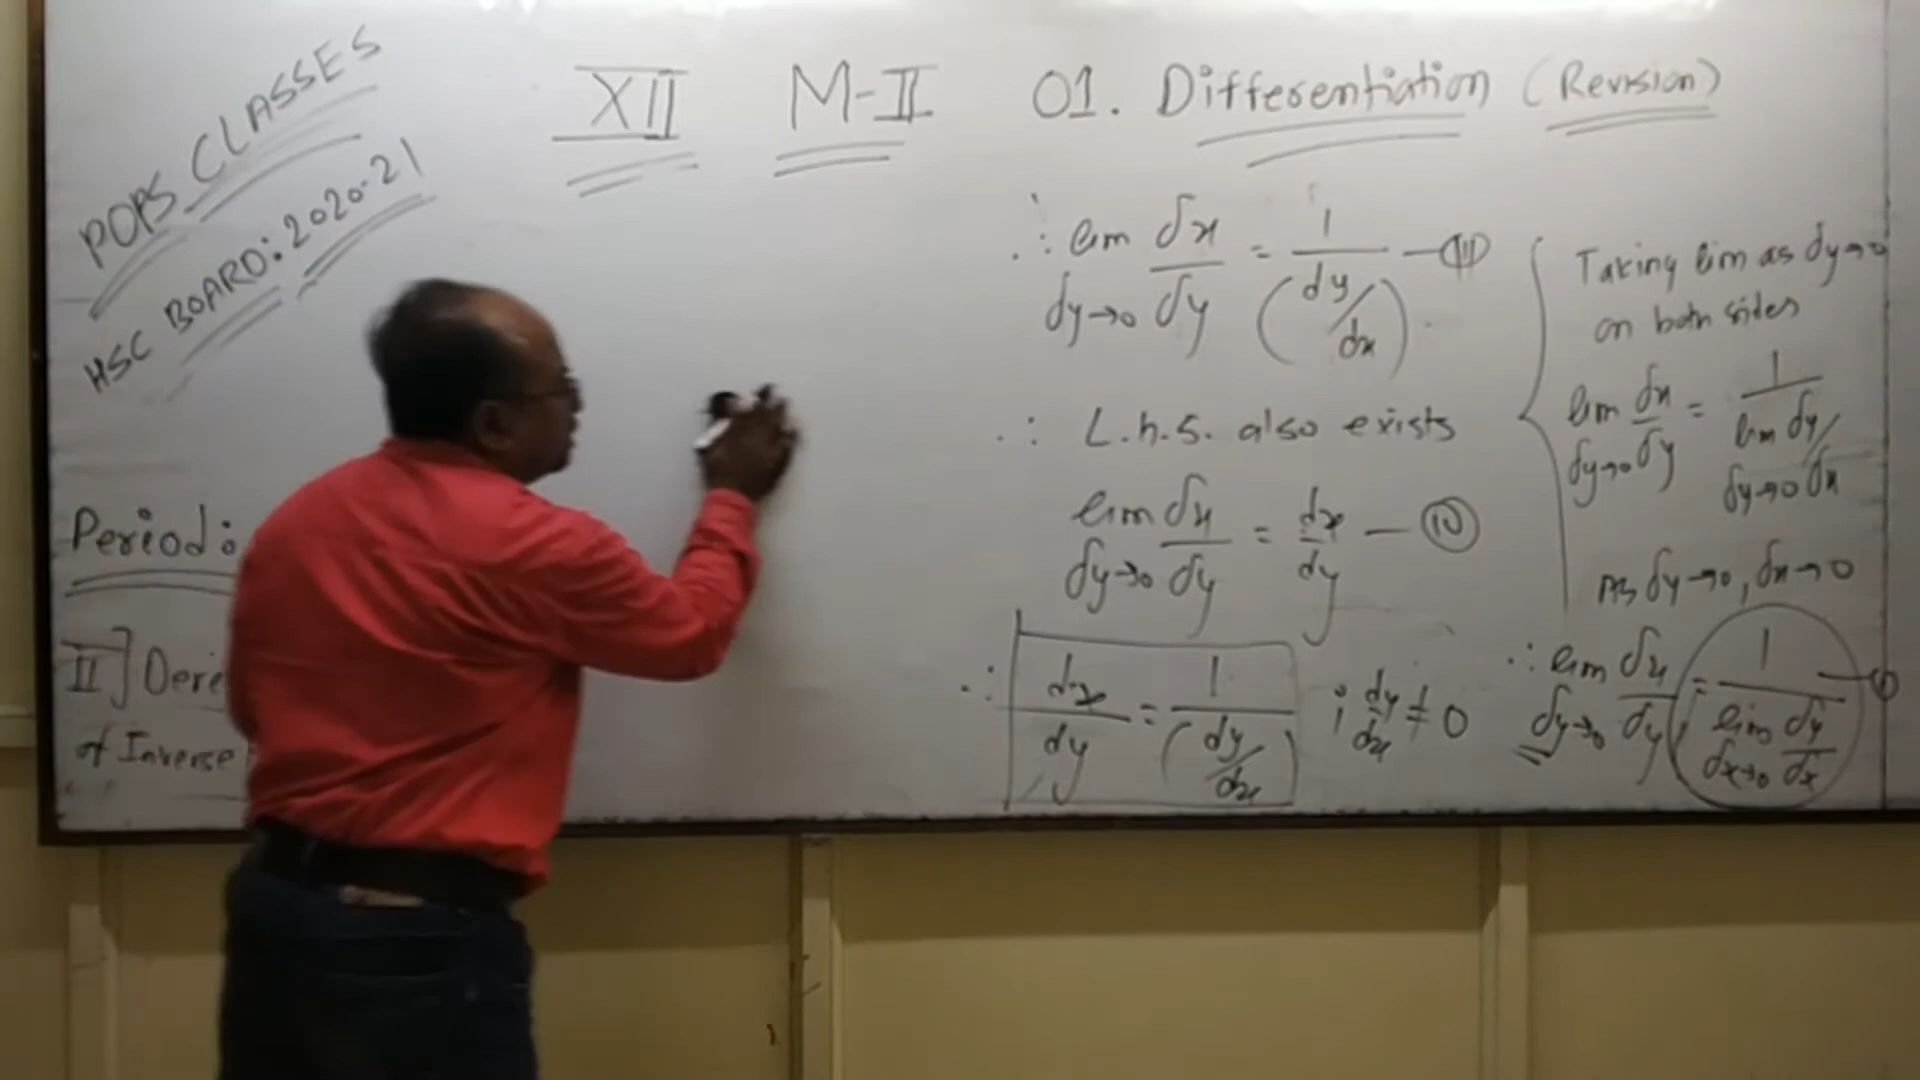 POPS CLASSES
HSC BOARD: 2020-21
XII M-II 01. Differentiation (Revision)
Period:
II] Deri
of Inverse
∴ lim δx/δy = 1/(dy/dx) — (III)
δy→0
∴ L.h.s. also exists
lim δx/δy = dx/dy — (IV)
δy→0
∴ dx/dy = 1/(dy/dx) ; dy/dx ≠ 0
Taking lim as δy→0
on both sides
lim δx/δy = 1/(lim δy/δx)
δy→0 δy→0
As δy→0, δx→0
∴ lim δx/δy = 1/(lim δy/δx)
δy→0 δx→0